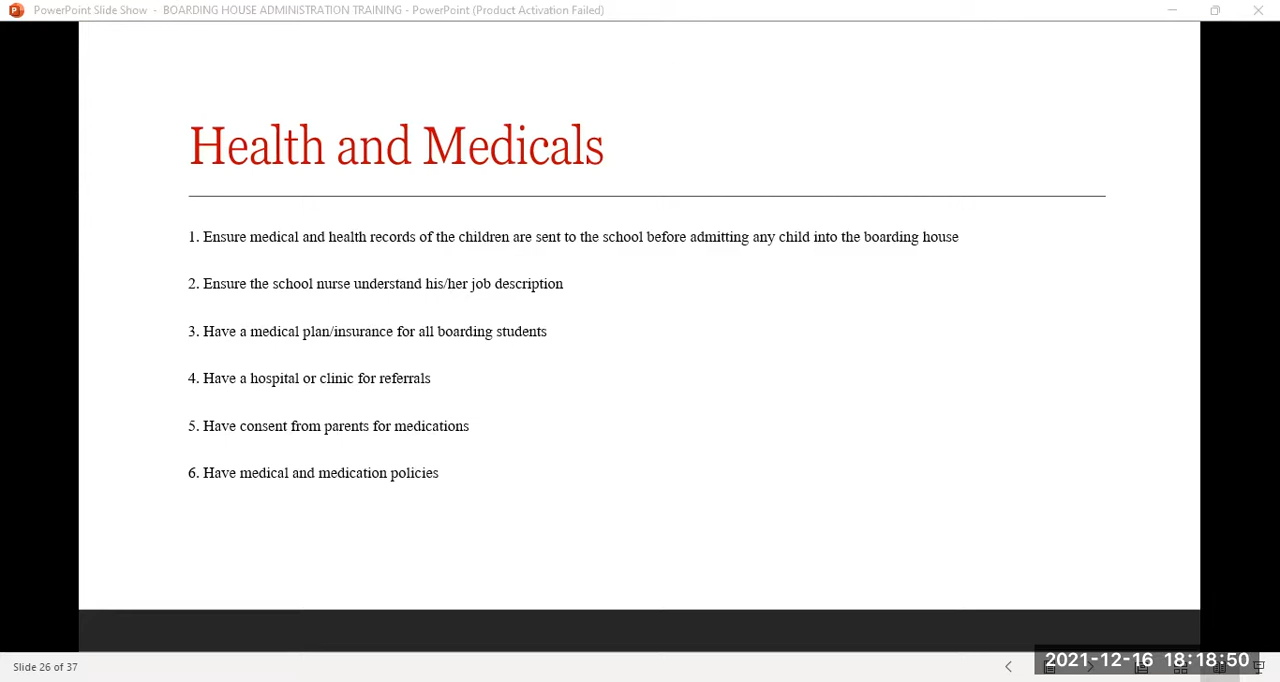 PowerPoint Slide Show - BOARDING HOUSE ADMINISTRATION TRAINING - PowerPoint (Product Activation Failed)
Health and Medicals
1. Ensure medical and health records of the children are sent to the school before admitting any child into the boarding house
2. Ensure the school nurse understand his/her job description
3. Have a medical plan/insurance for all boarding students
4. Have a hospital or clinic for referrals
5. Have consent from parents for medications
6. Have medical and medication policies
Slide 26 of 37
2021-12-16 18:18:50